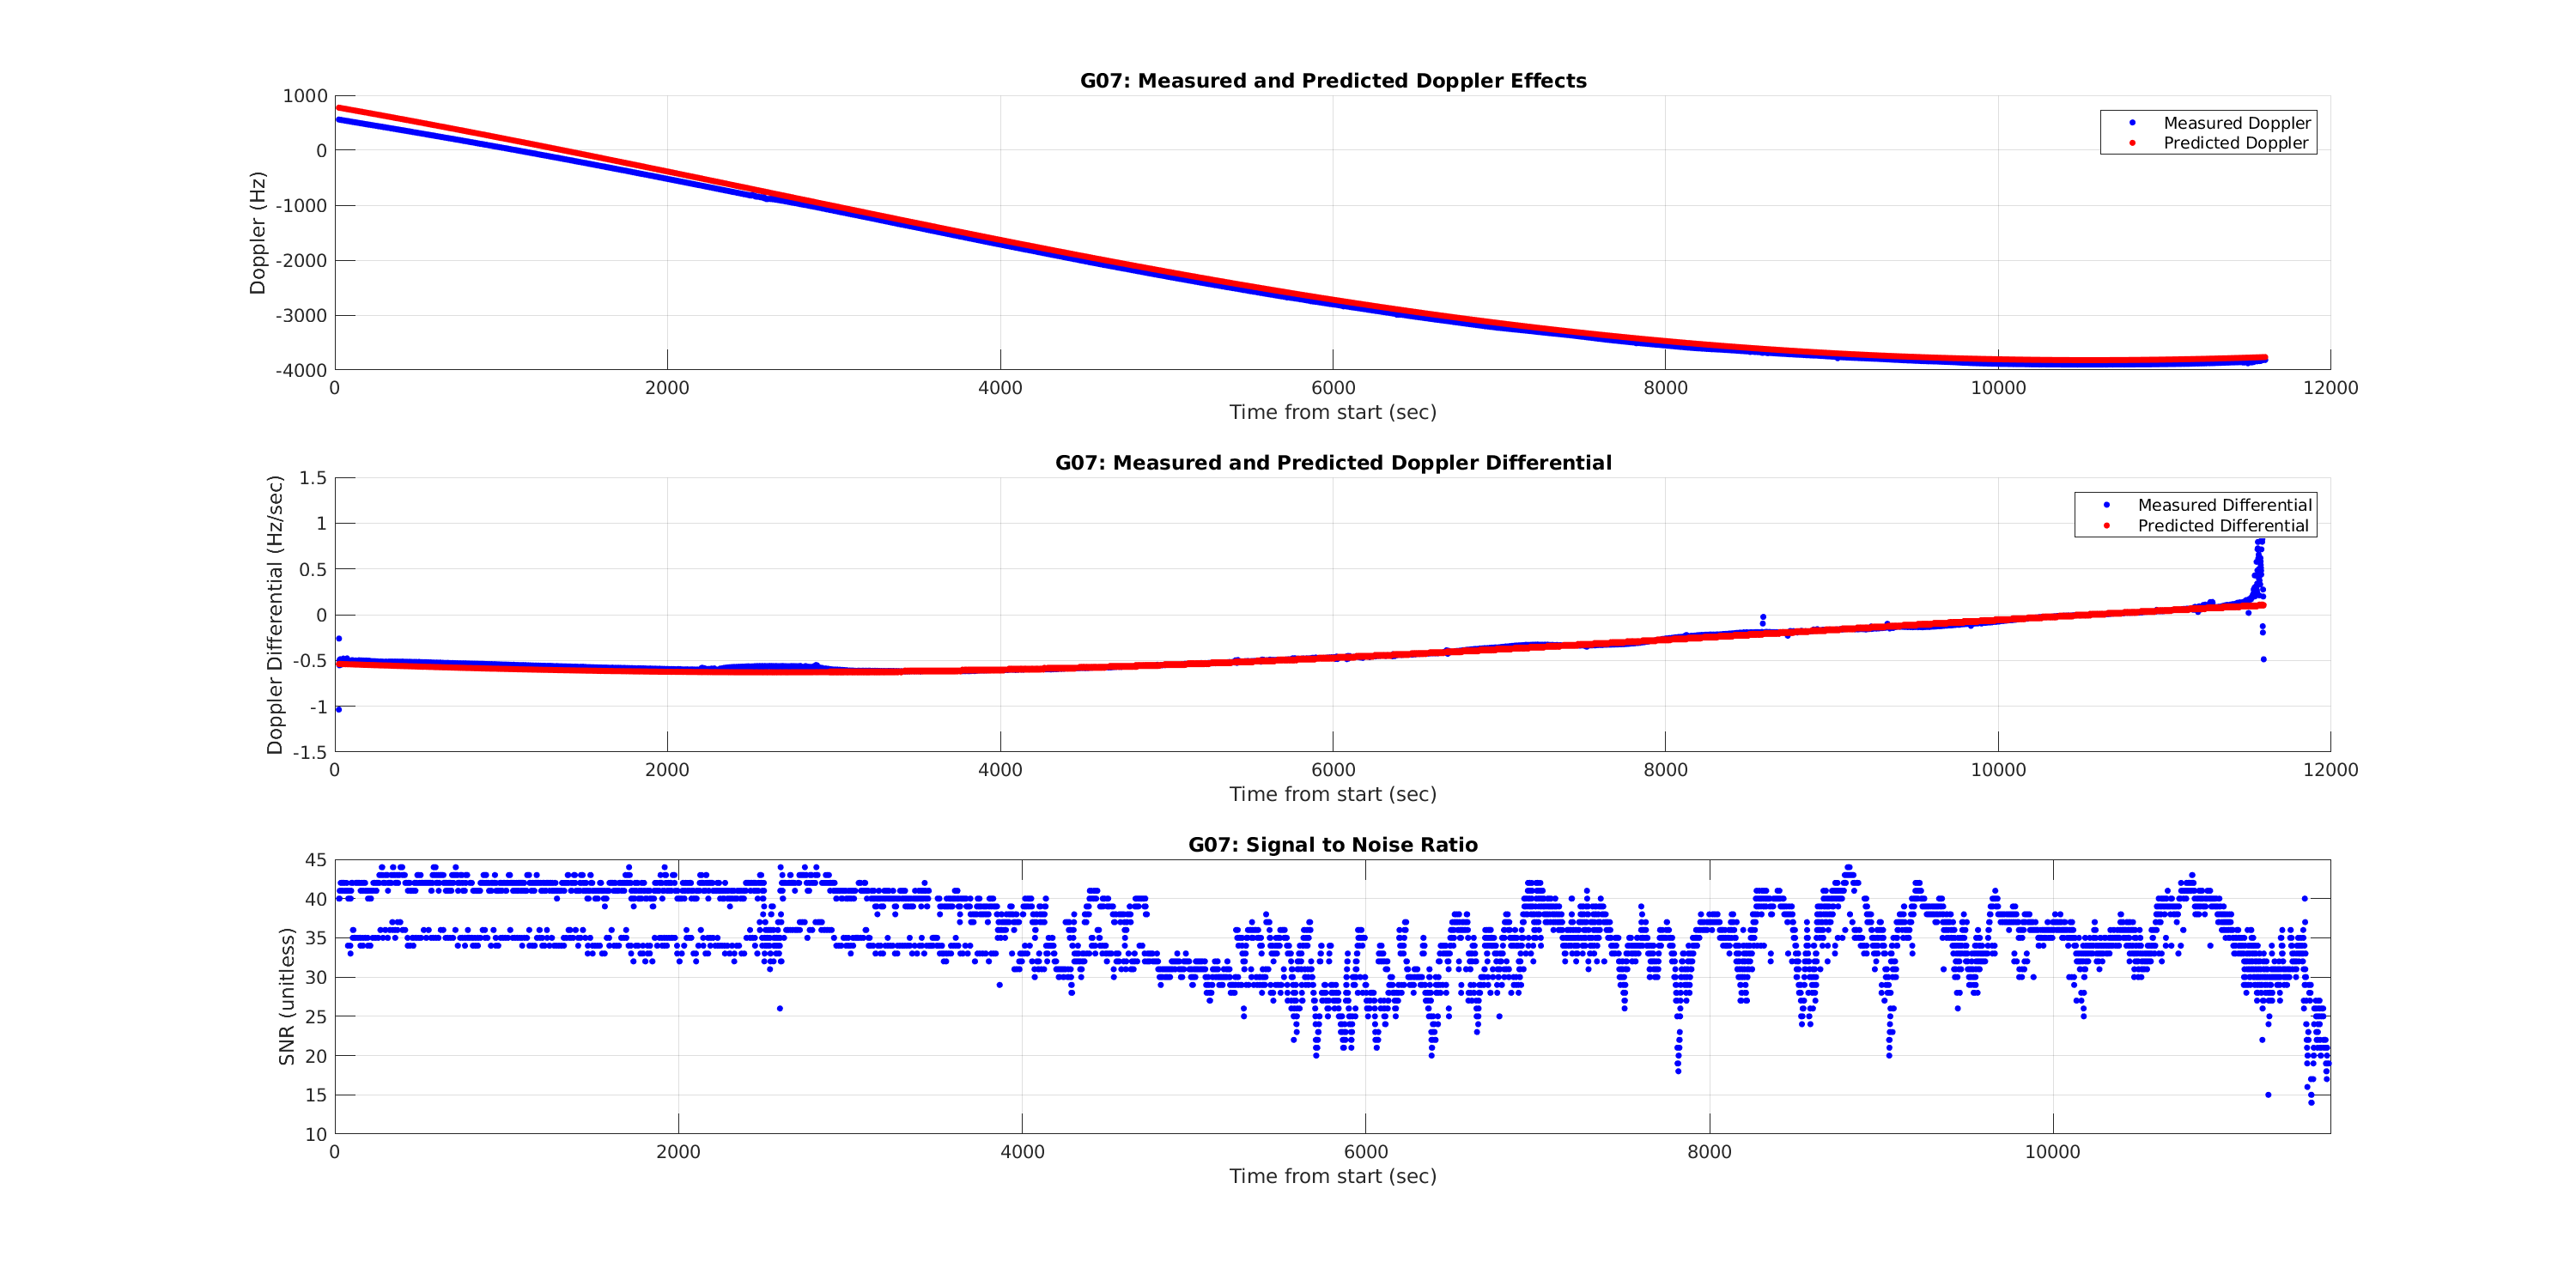 G07: Measured and Predicted Doppler Effects
1000
0
-1000
-2000
-3000
-4000
Doppler (Hz)
Measured Doppler
Predicted Doppler
0 2000 4000 6000 8000 10000 12000
Time from start (sec)
G07: Measured and Predicted Doppler Differential
1.5
1
0.5
0
-0.5
-1
-1.5
Doppler Differential (Hz/sec)
Measured Differential
Predicted Differential
0 2000 4000 6000 8000 10000 12000
Time from start (sec)
G07: Signal to Noise Ratio
45
40
35
30
25
20
15
10
SNR (unitless)
0 2000 4000 6000 8000 10000
Time from start (sec)